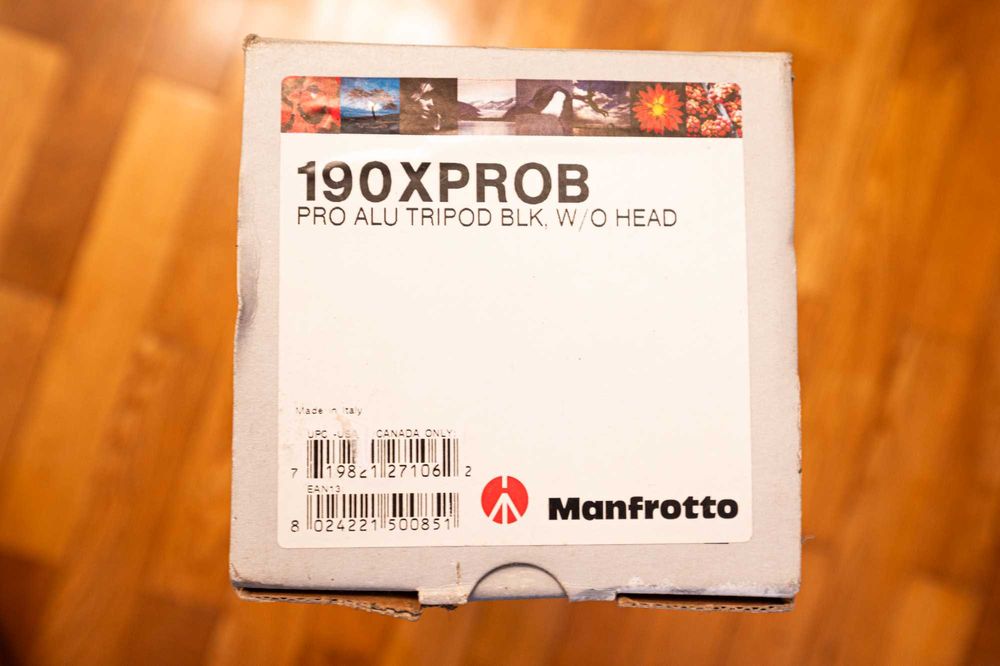 190XPROB
PRO ALU TRIPOD BLK, W/O HEAD
Made in Italy
UPC -USA CANADA ONLY
7 19821 27106 2
EAN13
8 024221 500851
Manfrotto